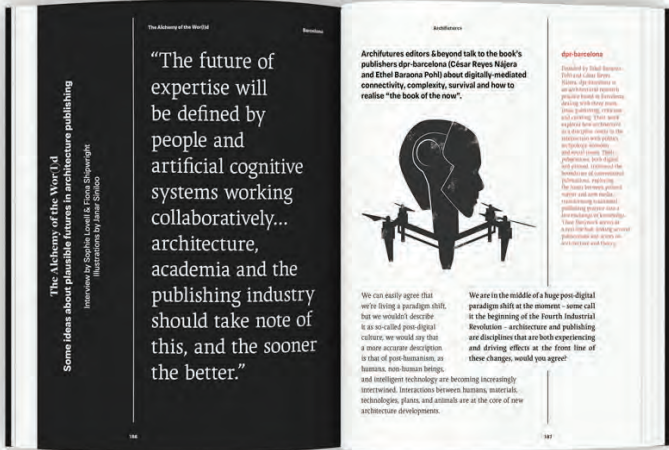 The Alchemy of the Wor(l)d
Barcelona
The Alchemy of the Wor(l)d
Some ideas about plausible futures in architecture publishing
Interview by Sophie Lovell & Fiona Shipwright
Illustrations by Janar Siniloo
“The future of
expertise will
be defined by
people and
artificial cognitive
systems working
collaboratively...
architecture,
academia and the
publishing industry
should take note of
this, and the sooner
the better.”
Archifutures
Archifutures editors &beyond talk to the book's
publishers dpr-barcelona (César Reyes Nájera
and Ethel Baraona Pohl) about digitally-mediated
connectivity, complexity, survival and how to
realise “the book of the now”.
dpr-barcelona
We are in the middle of a huge post-digital
paradigm shift at the moment – some call
it the beginning of the Fourth Industrial
Revolution – architecture and publishing
are disciplines that are both experiencing
and driving effects at the front line of
these changes, would you agree?
We can easily agree that
we're living a paradigm shift,
but we wouldn't describe
it as so-called post-digital
culture, we would say that
a more accurate description
is that of post-humanism, as
humans, non-human beings,
and intelligent technology are becoming increasingly
intertwined. Interactions between humans, materials,
technologies, plants, and animals are at the core of new
architecture developments.
186
187